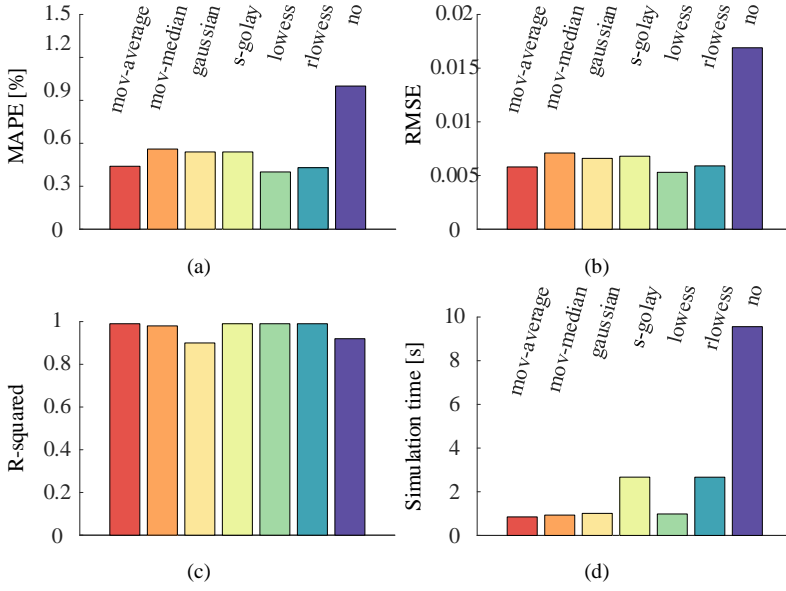 MAPE [%]
1.5
1.2
0.9
0.6
0.3
0
mov-average
mov-median
gaussian
s-golay
lowess
rlowess
no
(a)
RMSE
0.02
0.015
0.01
0.005
0
mov-average
mov-median
gaussian
s-golay
lowess
rlowess
no
(b)
R-squared
1
0.8
0.6
0.4
0.2
0
(c)
Simulation time [s]
10
8
6
4
2
0
mov-average
mov-median
gaussian
s-golay
lowess
rlowess
no
(d)